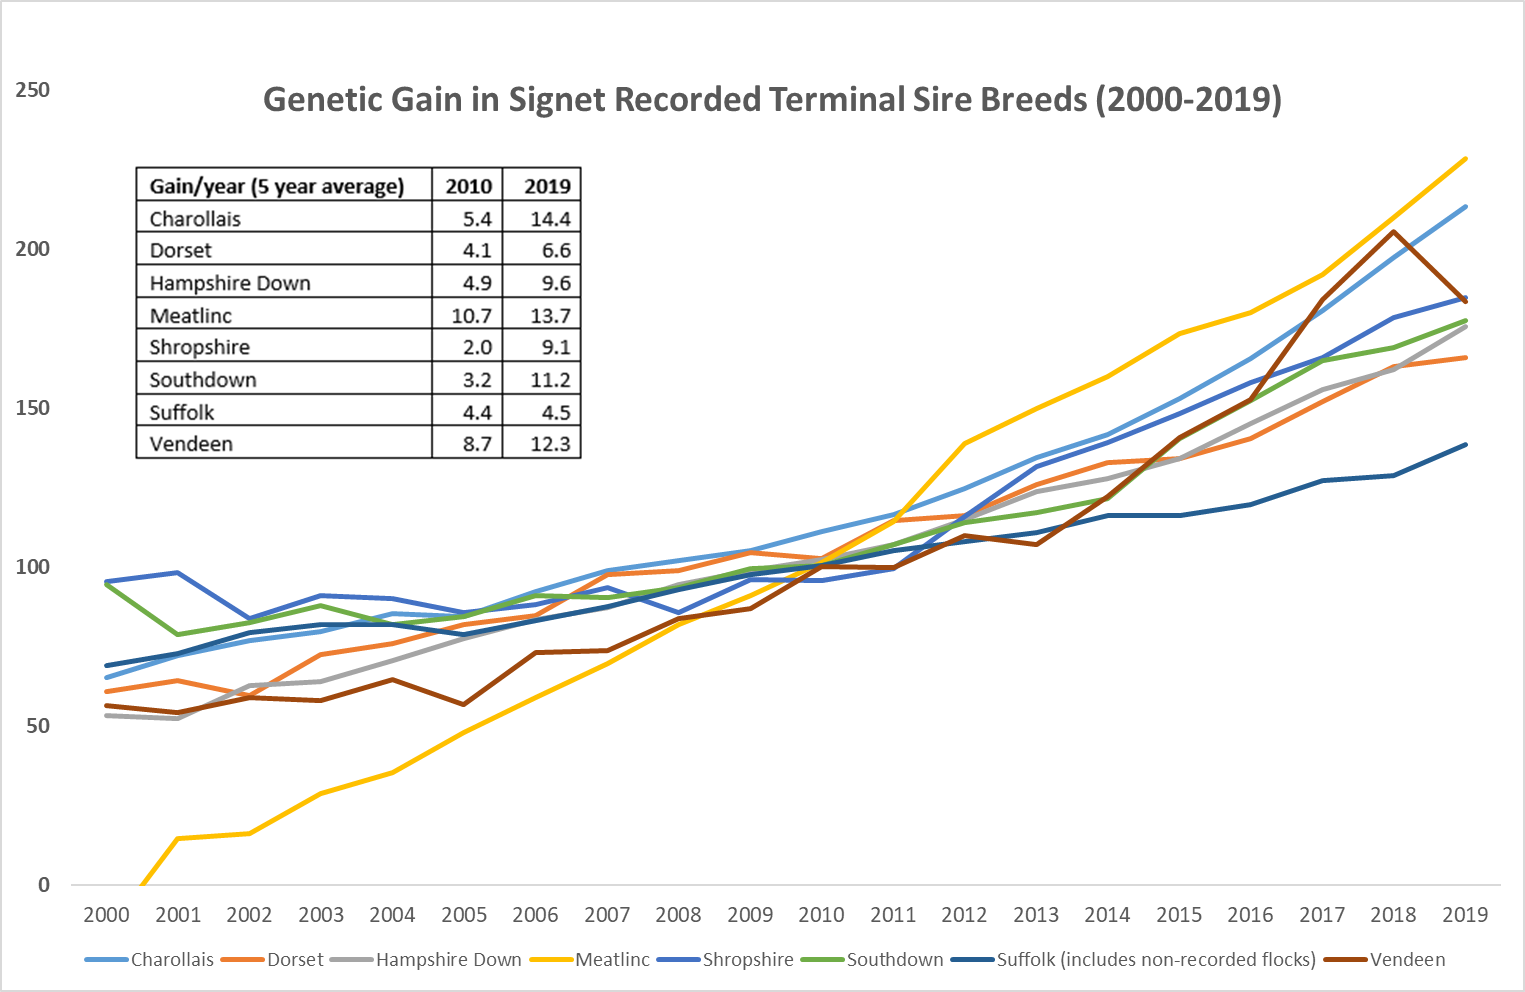 250
Genetic Gain in Signet Recorded Terminal Sire Breeds (2000-2019)
Gain/year (5 year average) 2010 2019
Charollais 5.4 14.4
Dorset 4.1 6.6
Hampshire Down 4.9 9.6
Meatlinc 10.7 13.7
Shropshire 2.0 9.1
Southdown 3.2 11.2
Suffolk 4.4 4.5
Vendeen 8.7 12.3
200
150
100
50
0
2000 2001 2002 2003 2004 2005 2006 2007 2008 2009 2010 2011 2012 2013 2014 2015 2016 2017 2018 2019
Charollais Dorset Hampshire Down Meatlinc Shropshire Southdown Suffolk (includes non-recorded flocks) Vendeen